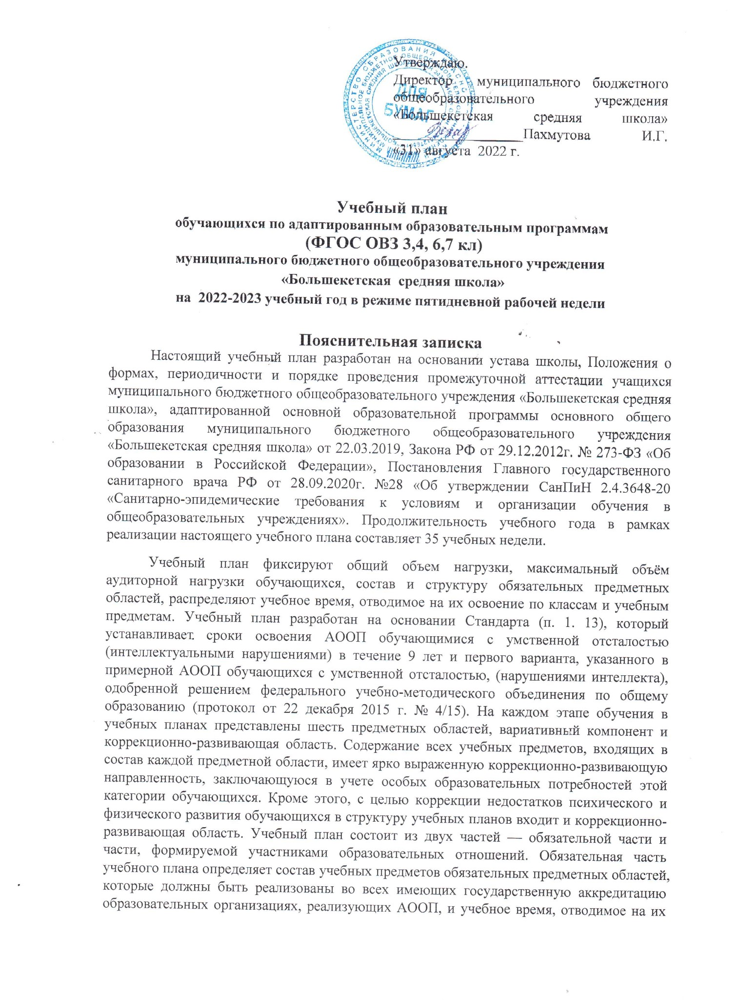 Утверждаю.
Директор муниципального бюджетного
общеобразовательного учреждения
«Большекетская средняя школа»
Пахмутова И.Г.
«31» августа 2022 г.
ДЛЯ
БУМАГ
Учебный план
обучающихся по адаптированным образовательным программам
(ФГОС ОВЗ 3,4, 6,7 кл)
муниципального бюджетного общеобразовательного учреждения
«Большекетская средняя школа»
на 2022-2023 учебный год в режиме пятидневной рабочей недели
Пояснительная записка
Настоящий учебный план разработан на основании устава школы, Положения о
формах, периодичности и порядке проведения промежуточной аттестации учащихся
муниципального бюджетного общеобразовательного учреждения «Большекетская средняя
школа», адаптированной основной образовательной программы основного общего
образования муниципального бюджетного общеобразовательного учреждения
«Большекетская средняя школа» от 22.03.2019, Закона РФ от 29.12.2012г. № 273-ФЗ «Об
образовании в Российской Федерации», Постановления Главного государственного
санитарного врача РФ от 28.09.2020г. №28 «Об утверждении СанПиН 2.4.3648-20
«Санитарно-эпидемические требования к условиям и организации обучения в
общеобразовательных учреждениях». Продолжительность учебного года в рамках
реализации настоящего учебного плана составляет 35 учебных недели.
Учебный план фиксируют общий объем нагрузки, максимальный объём
аудиторной нагрузки обучающихся, состав и структуру обязательных предметных
областей, распределяют учебное время, отводимое на их освоение по классам и учебным
предметам. Учебный план разработан на основании Стандарта (п. 1. 13), который
устанавливает сроки освоения АООП обучающимися с умственной отсталостью
(интеллектуальными нарушениями) в течение 9 лет и первого варианта, указанного в
примерной АООП обучающихся с умственной отсталостью, (нарушениями интеллекта),
одобренной решением федерального учебно-методического объединения по общему
образованию (протокол от 22 декабря 2015 г. № 4/15). На каждом этапе обучения в
учебных планах представлены шесть предметных областей, вариативный компонент и
коррекционно-развивающая область. Содержание всех учебных предметов, входящих в
состав каждой предметной области, имеет ярко выраженную коррекционно-развивающую
направленность, заключающуюся в учете особых образовательных потребностей этой
категории обучающихся. Кроме этого, с целью коррекции недостатков психического и
физического развития обучающихся в структуру учебных планов входит и коррекционно-
развивающая область. Учебный план состоит из двух частей — обязательной части и
части, формируемой участниками образовательных отношений. Обязательная часть
учебного плана определяет состав учебных предметов обязательных предметных областей,
которые должны быть реализованы во всех имеющих государственную аккредитацию
образовательных организациях, реализующих АООП, и учебное время, отводимое на их